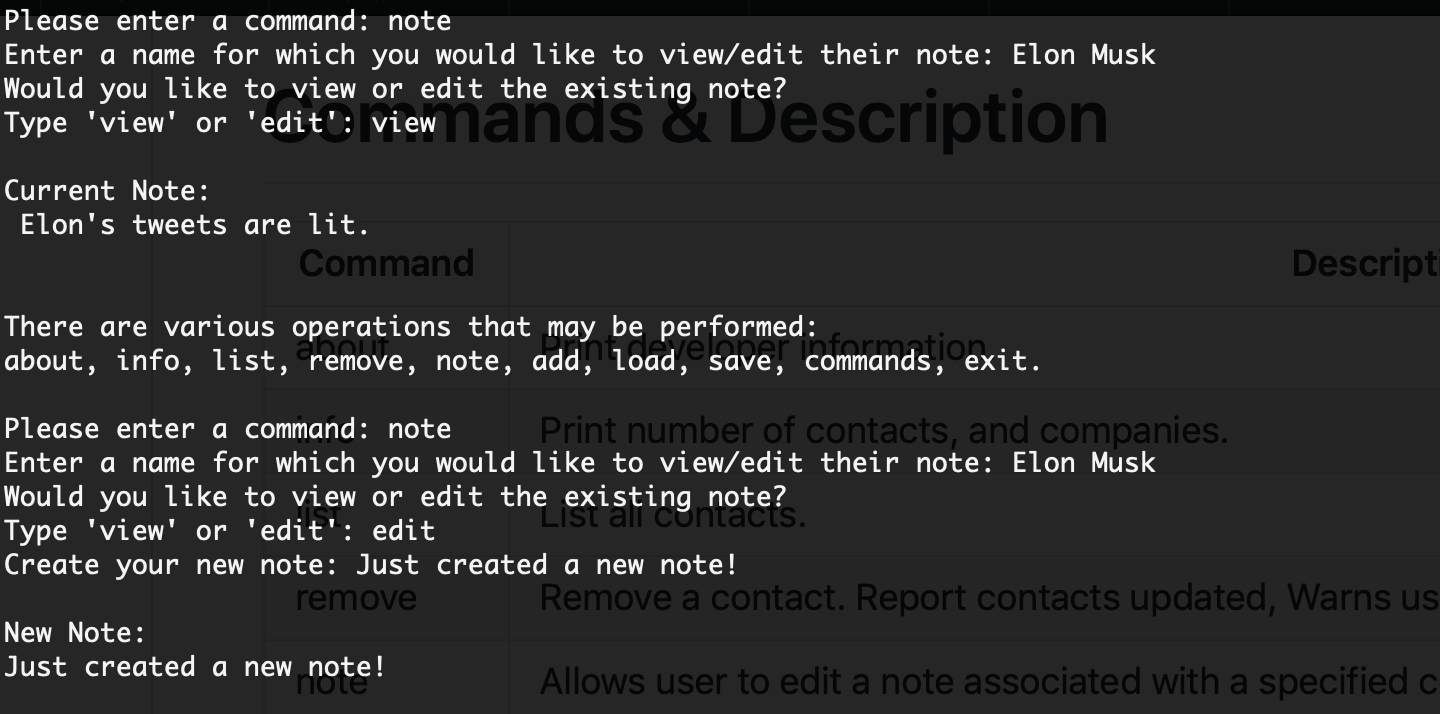 Please enter a command: note
Enter a name for which you would like to view/edit their note: Elon Musk
Would you like to view or edit the existing note?
Type 'view' or 'edit': view
Current Note:
Elon's tweets are lit.
There are various operations that may be performed:
about, info, list, remove, note, add, load, save, commands, exit.
Please enter a command: note
Enter a name for which you would like to view/edit their note: Elon Musk
Would you like to view or edit the existing note?
Type 'view' or 'edit': edit
Create your new note: Just created a new note!
New Note:
Just created a new note!
Commands & Description
Command
about Print developer information
info Print number of contacts, and companies.
list List all contacts.
remove Remove a contact. Report contacts updated, Warns
note Allows user to edit a note associated with a specified